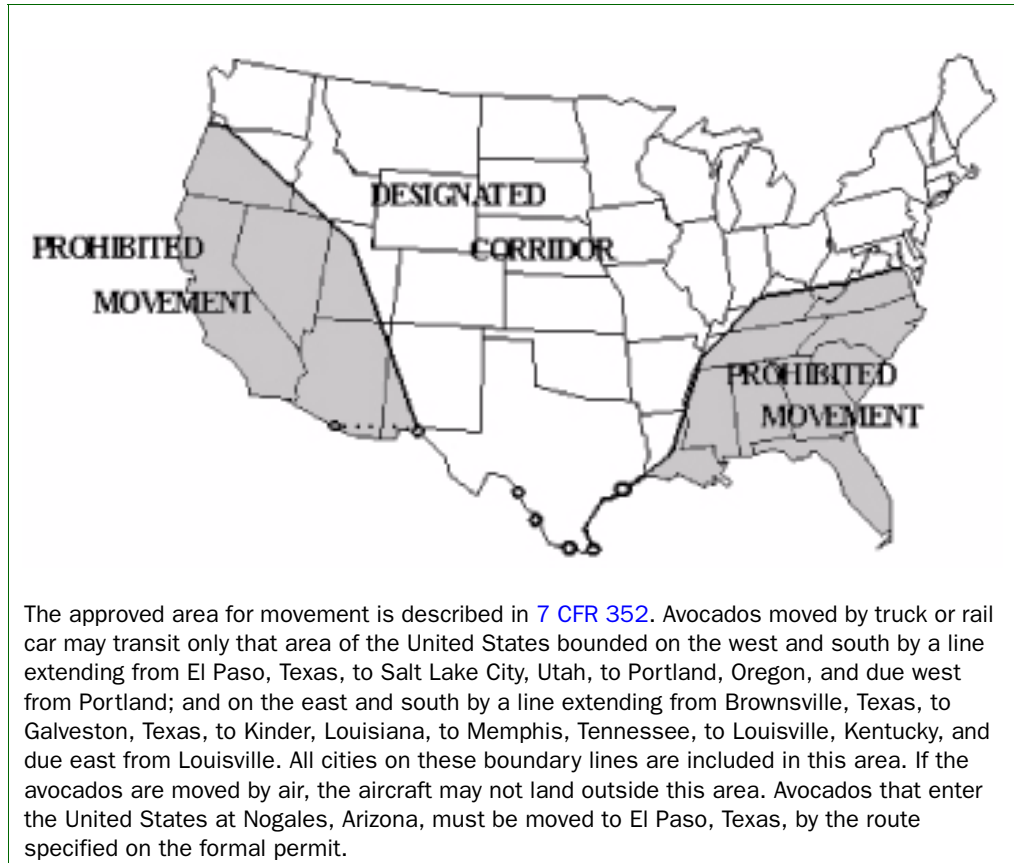 DESIGNATED
CORRIDOR
PROHIBITED
MOVEMENT
PROHIBITED
MOVEMENT
The approved area for movement is described in 7 CFR 352. Avocados moved by truck or rail
car may transit only that area of the United States bounded on the west and south by a line
extending from El Paso, Texas, to Salt Lake City, Utah, to Portland, Oregon, and due west
from Portland; and on the east and south by a line extending from Brownsville, Texas, to
Galveston, Texas, to Kinder, Louisiana, to Memphis, Tennessee, to Louisville, Kentucky, and
due east from Louisville. All cities on these boundary lines are included in this area. If the
avocados are moved by air, the aircraft may not land outside this area. Avocados that enter
the United States at Nogales, Arizona, must be moved to El Paso, Texas, by the route
specified on the formal permit.